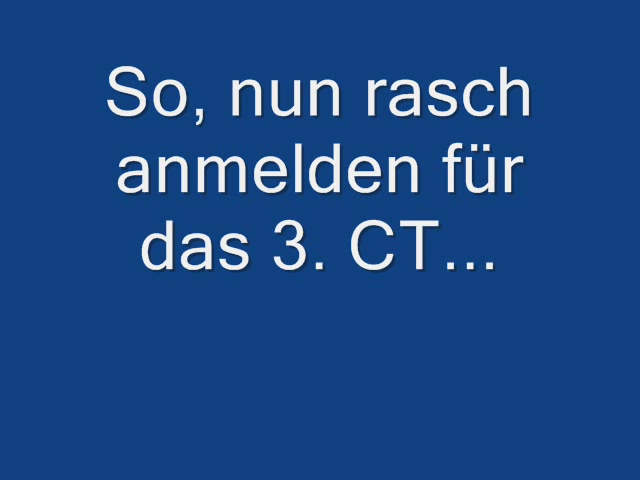 So, nun rasch
anmelden für
das 3. CT...